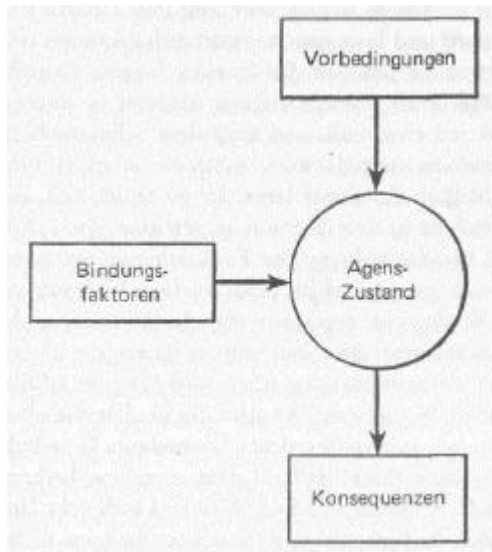 Vorbedingungen
Bindungs-
faktoren
Agens-
Zustand
Konsequenzen